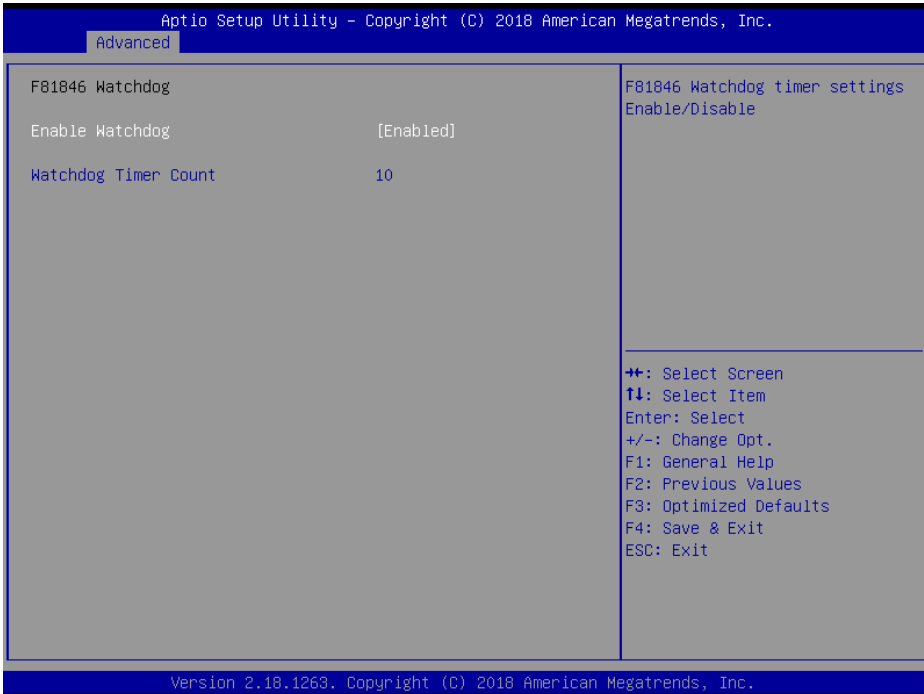 Aptio Setup Utility – Copyright (C) 2018 American Megatrends, Inc.
Advanced
F81846 Watchdog
Enable Watchdog [Enabled]
Watchdog Timer Count 10
F81846 Watchdog timer settings
Enable/Disable
→←: Select Screen
↑↓: Select Item
Enter: Select
+/-: Change Opt.
F1: General Help
F2: Previous Values
F3: Optimized Defaults
F4: Save & Exit
ESC: Exit
Version 2.18.1263. Copyright (C) 2018 American Megatrends, Inc.